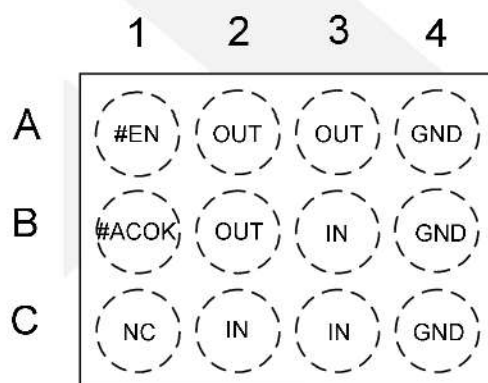 1 2 3 4
A #EN OUT OUT GND
B #ACOK OUT IN GND
C NC IN IN GND